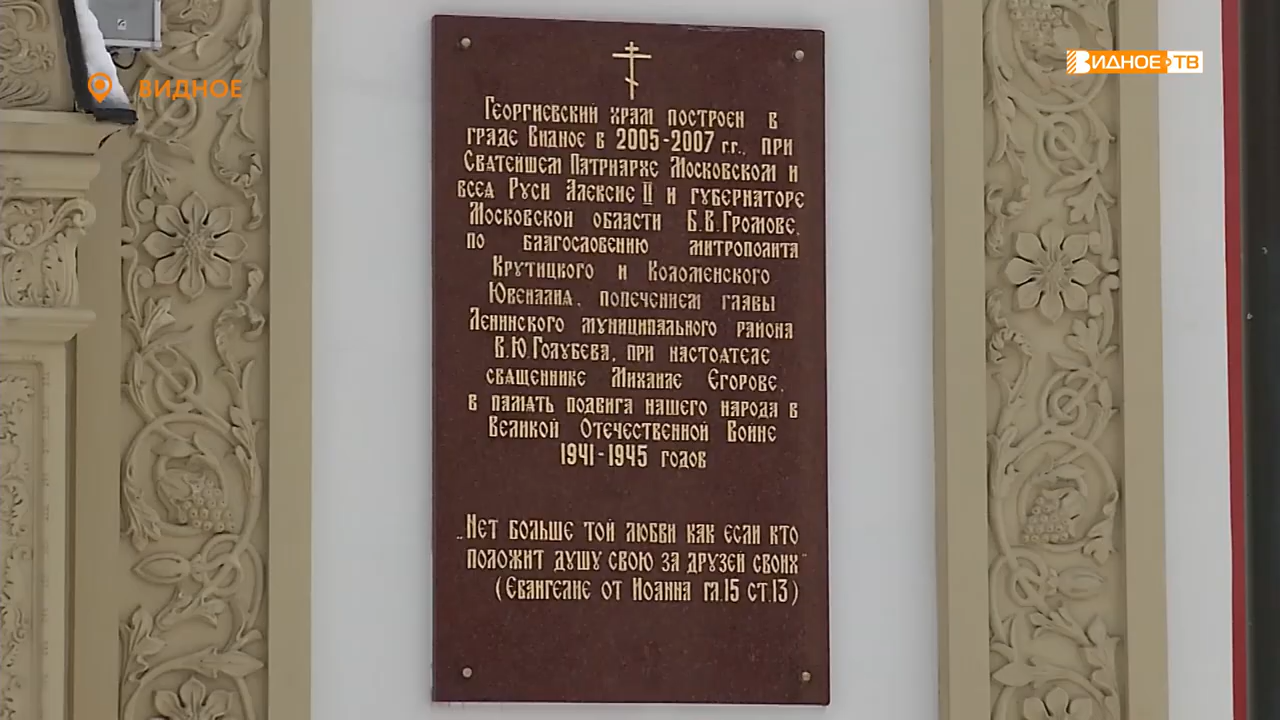 ВИДНОЕ
ВИДНОЕ ТВ
Георгиевский храм построен в
граде Видное в 2005-2007 г.г., при
Святейшем Патриархе Московском и
всея Руси Алексие II и губернаторе
Московской области Б.В.Громове,
по благословению митрополита
Крутицкого и Коломенского
Ювеналия, попечением главы
Ленинского муниципального района
В.Ю.Голубева, при настоятеле
священнике Михаиле Егорове,
в память подвига нашего народа в
Великой Отечественной Войне
1941-1945 годов
„Нет больше той любви как если кто
положит душу свою за друзей своих"
(Евангелие от Иоанна гл.15 ст.13)